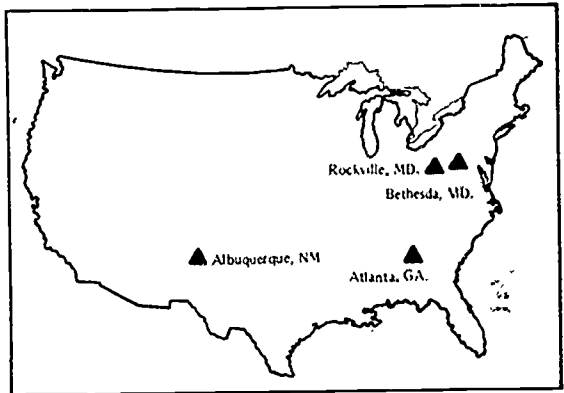 Rockville, MD.
Bethesda, MD.
Albuquerque, NM
Atlanta, GA.